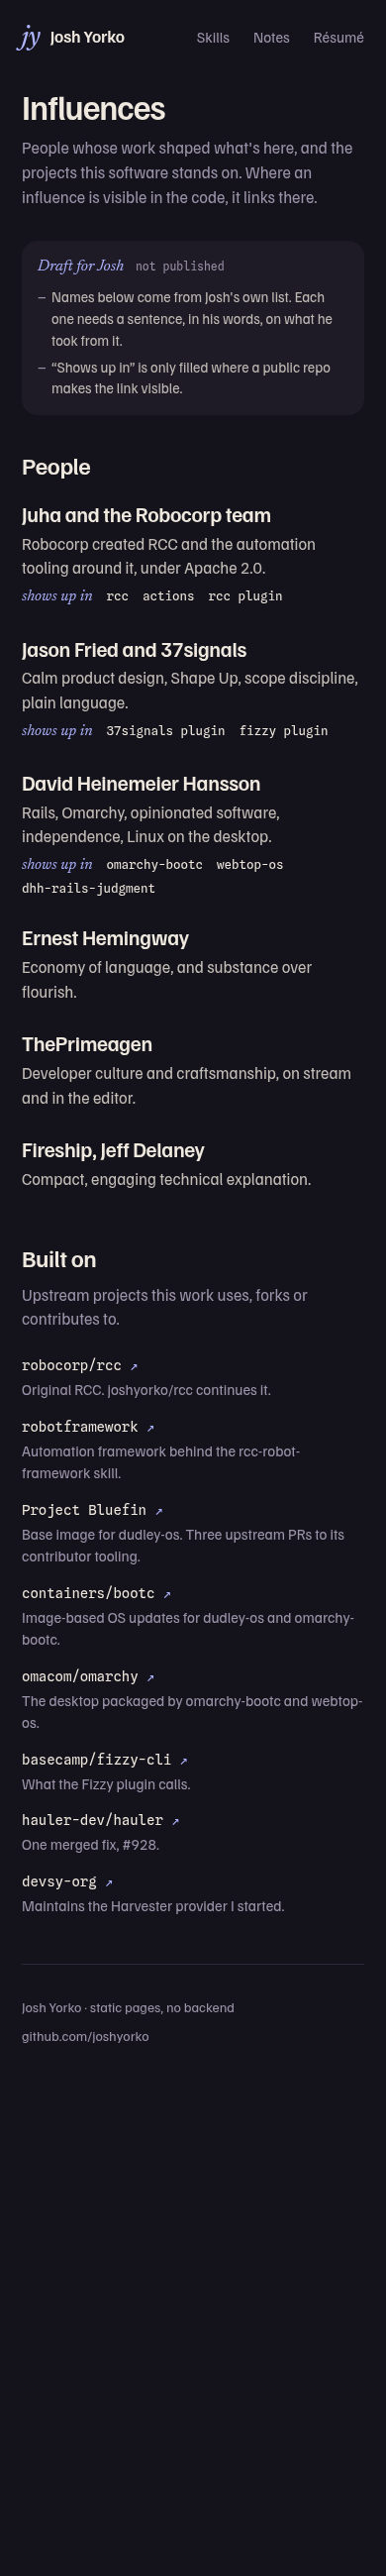 jy Josh Yorko Skills Notes Résumé
Influences
People whose work shaped what's here, and the
projects this software stands on. Where an
influence is visible in the code, it links there.
Draft for Josh not published
– Names below come from Josh's own list. Each
one needs a sentence, in his words, on what he
took from it.
– “Shows up in” is only filled where a public repo
makes the link visible.
People
Juha and the Robocorp team
Robocorp created RCC and the automation
tooling around it, under Apache 2.0.
shows up in rcc actions rcc plugin
Jason Fried and 37signals
Calm product design, Shape Up, scope discipline,
plain language.
shows up in 37signals plugin fizzy plugin
David Heinemeier Hansson
Rails, Omarchy, opinionated software,
independence, Linux on the desktop.
shows up in omarchy-bootc webtop-os
dhh-rails-judgment
Ernest Hemingway
Economy of language, and substance over
flourish.
ThePrimeagen
Developer culture and craftsmanship, on stream
and in the editor.
Fireship, Jeff Delaney
Compact, engaging technical explanation.
Built on
Upstream projects this work uses, forks or
contributes to.
robocorp/rcc ↗
Original RCC. joshyorko/rcc continues it.
robotframework ↗
Automation framework behind the rcc-robot-
framework skill.
Project Bluefin ↗
Base image for dudley-os. Three upstream PRs to its
contributor tooling.
containers/bootc ↗
Image-based OS updates for dudley-os and omarchy-
bootc.
omacom/omarchy ↗
The desktop packaged by omarchy-bootc and webtop-
os.
basecamp/fizzy-cli ↗
What the Fizzy plugin calls.
hauler-dev/hauler ↗
One merged fix, #928.
devsy-org ↗
Maintains the Harvester provider I started.
Josh Yorko · static pages, no backend
github.com/joshyorko